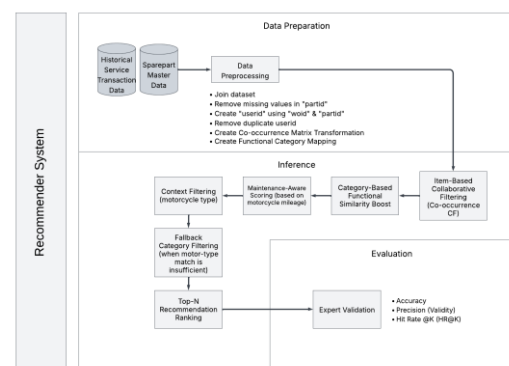 Recommender System
Data Preparation
Historical
Service
Transaction
Data
Sparepart
Master
Data
Data
Preprocessing
• Join dataset
• Remove missing values in "partid"
• Create "userid" using "woid" & "partid"
• Remove duplicate userid
• Create Co-occurrence Matrix Transformation
• Create Functional Category Mapping
Inference
Item-Based
Collaborative
Filtering
(Co-occurrence
CF)
Category-Based
Functional
Similarity Boost
Maintenance-Aware
Scoring (based on
motorcycle mileage)
Context Filtering
(motorcycle type)
Fallback
Category Filtering
(when motor-type
match is
insufficient)
Top-N
Recommendation
Ranking
Evaluation
Expert Validation
• Accuracy
• Precision (Validity)
• Hit Rate @K (HR@K)